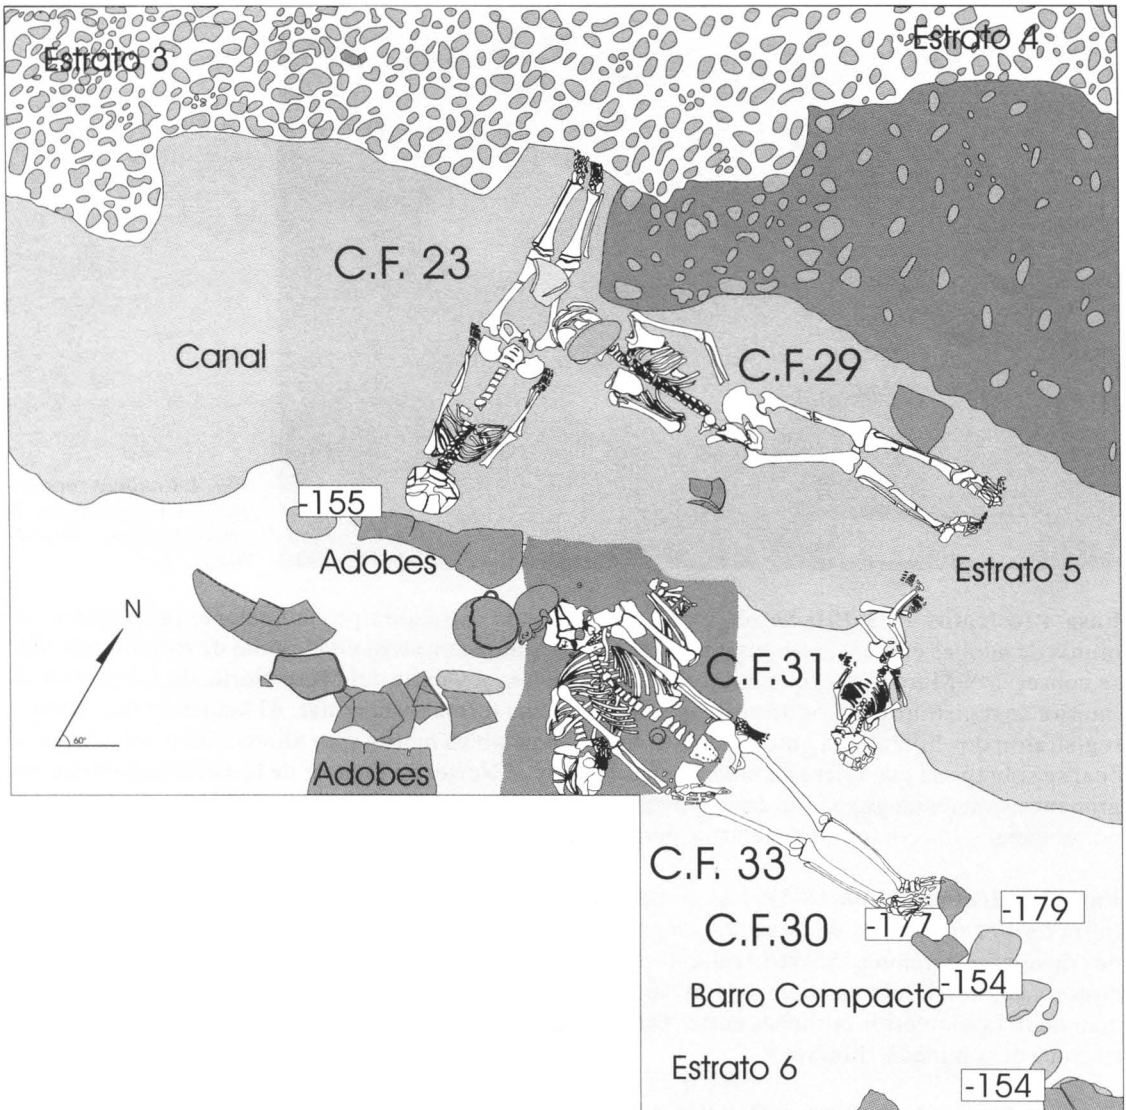 Estrato 3
Estrato 4
C.F. 23
Canal
C.F.29
-155
Adobes
Estrato 5
N
60°
C.F.31
Adobes
C.F. 33
-179
C.F.30
-177
-154
Barro Compacto
Estrato 6
-154